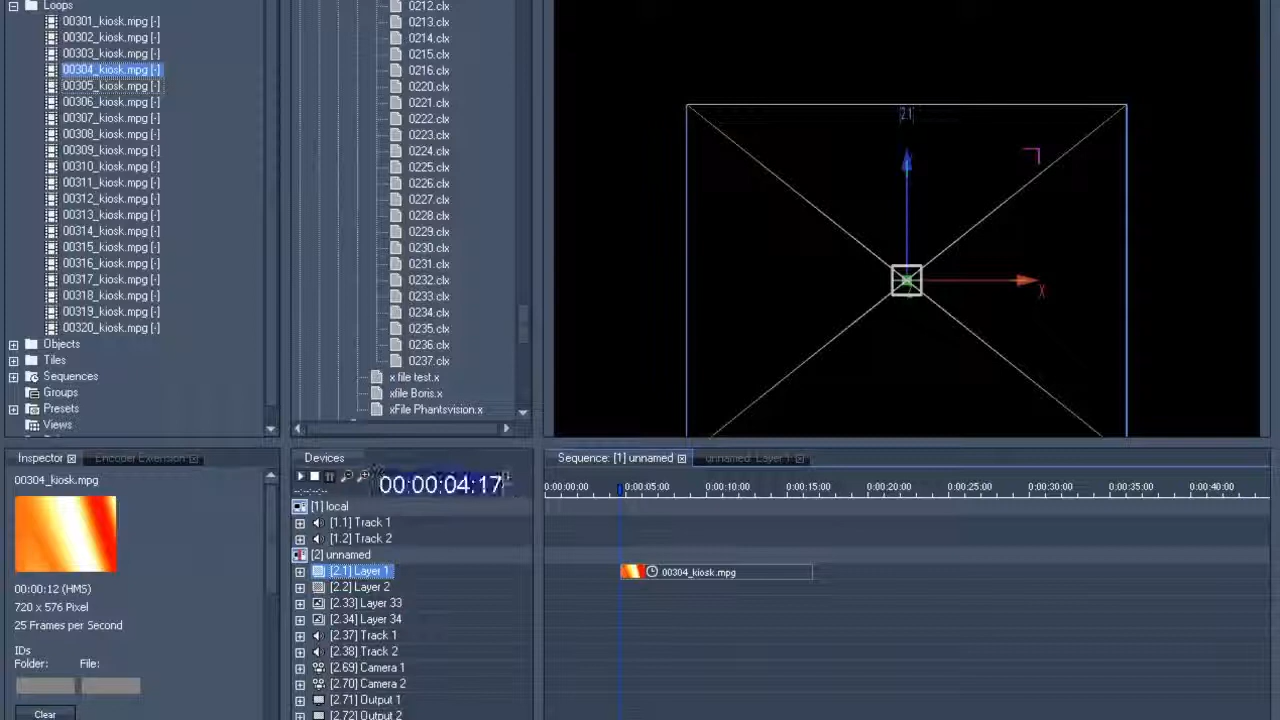 Loops
00301_kiosk.mpg [-]
00302_kiosk.mpg [-]
00303_kiosk.mpg [-]
00304_kiosk.mpg [-]
00305_kiosk.mpg [-]
00306_kiosk.mpg [-]
00307_kiosk.mpg [-]
00308_kiosk.mpg [-]
00309_kiosk.mpg [-]
00310_kiosk.mpg [-]
00311_kiosk.mpg [-]
00312_kiosk.mpg [-]
00313_kiosk.mpg [-]
00314_kiosk.mpg [-]
00315_kiosk.mpg [-]
00316_kiosk.mpg [-]
00317_kiosk.mpg [-]
00318_kiosk.mpg [-]
00319_kiosk.mpg [-]
00320_kiosk.mpg [-]
Objects
Tiles
Sequences
Groups
Presets
Views
0212.clx
0213.clx
0214.clx
0215.clx
0216.clx
0220.clx
0221.clx
0222.clx
0223.clx
0224.clx
0225.clx
0226.clx
0227.clx
0228.clx
0229.clx
0230.clx
0231.clx
0232.clx
0233.clx
0234.clx
0235.clx
0236.clx
0237.clx
x file test.x
xfile Boris.x
xFile Phantsvision.x
2.1
X
Inspector
Encoder Extension
00304_kiosk.mpg
00:00:12 (HMS)
720 x 576 Pixel
25 Frames per Second
IDs
Folder: File:
Clear
Devices
00:00:04:17
[1] local
[1.1] Track 1
[1.2] Track 2
[2] unnamed
[2.1] Layer 1
[2.2] Layer 2
[2.33] Layer 33
[2.34] Layer 34
[2.37] Track 1
[2.38] Track 2
[2.69] Camera 1
[2.70] Camera 2
[2.71] Output 1
[2.72] Output 2
Sequence: [1] unnamed
unnamed: Layer 1
0:00:00:00 0:00:05:00 0:00:10:00 0:00:15:00 0:00:20:00 0:00:25:00 0:00:30:00 0:00:35:00 0:00:40:00
00304_kiosk.mpg